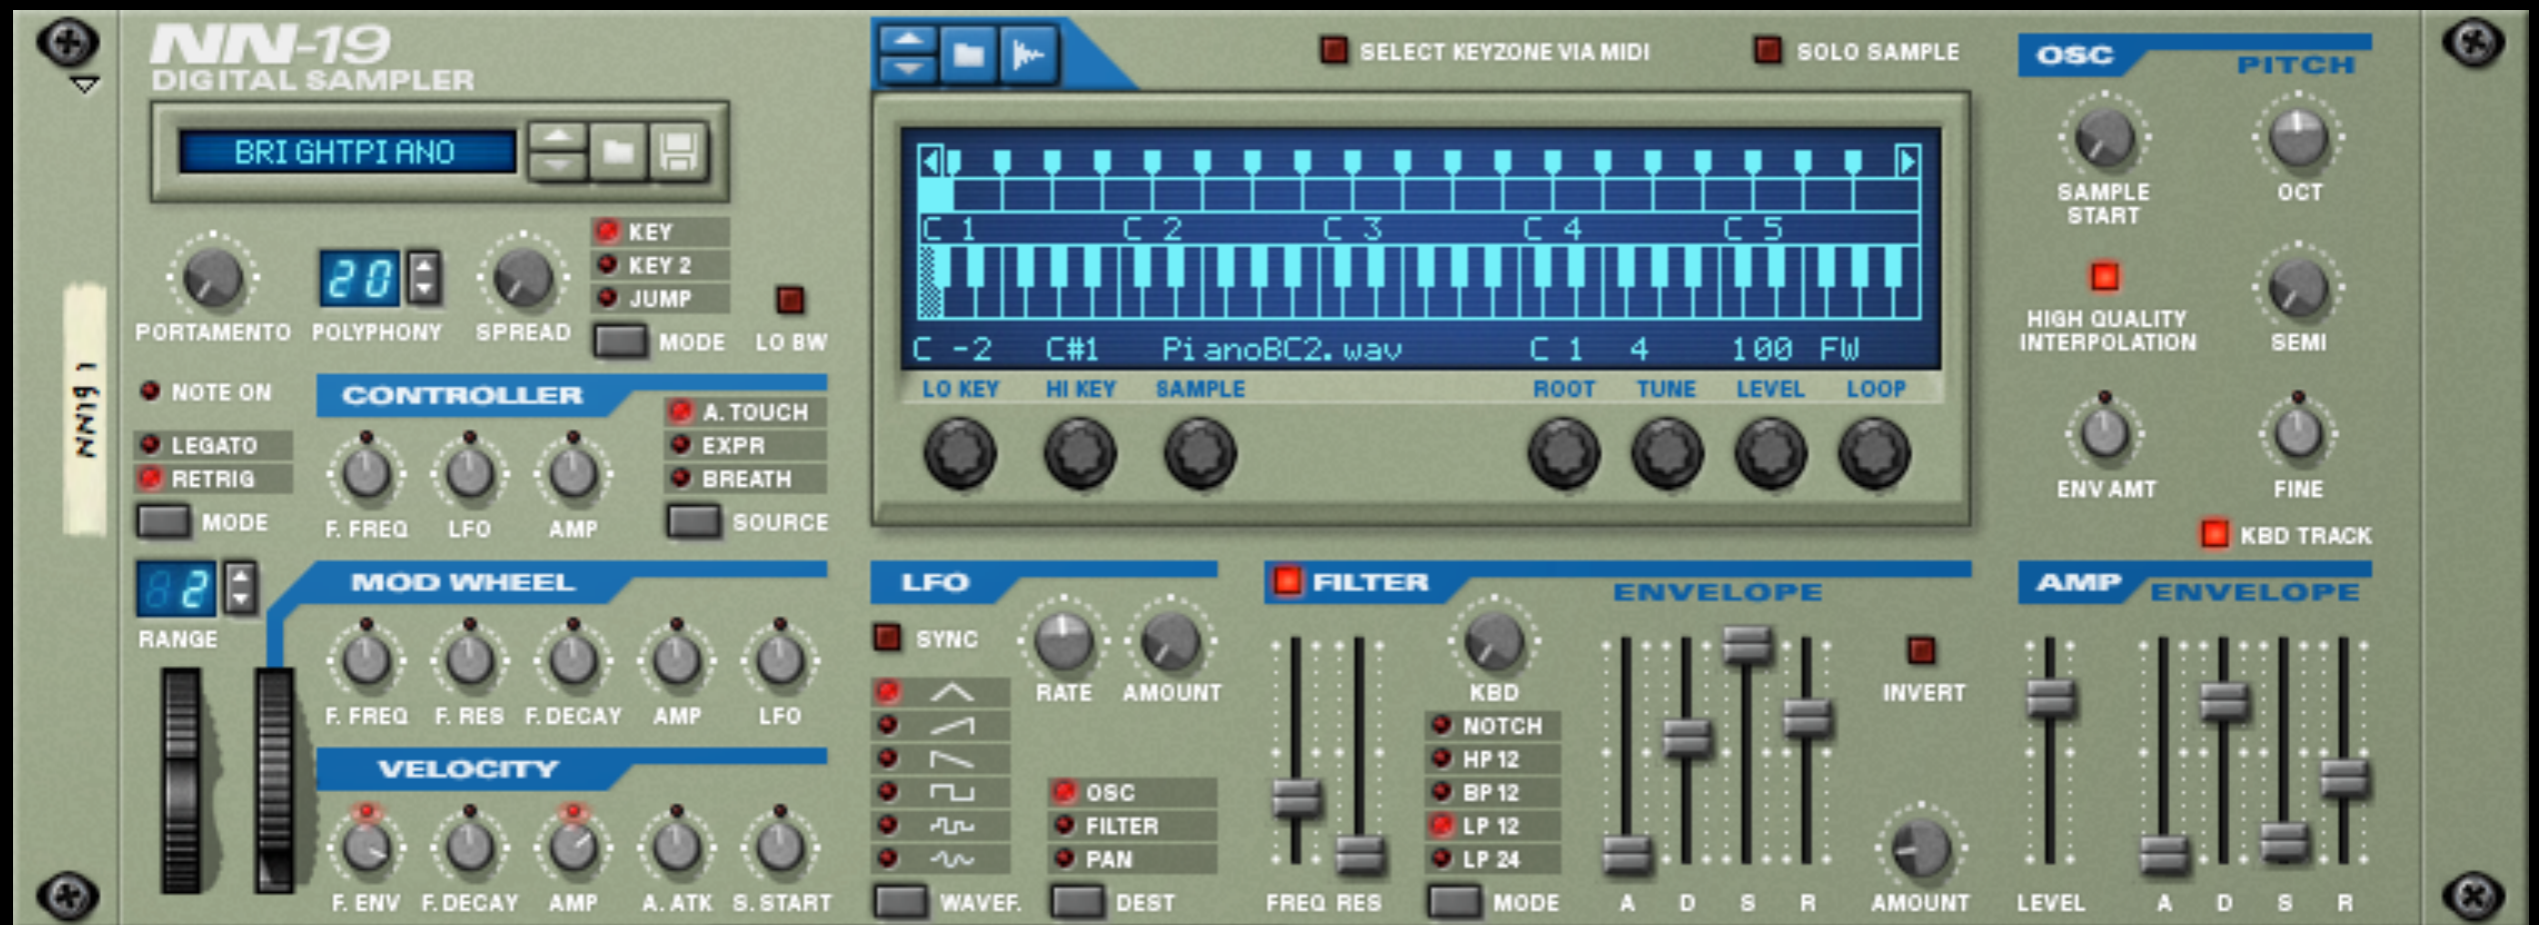 NN-19
DIGITAL SAMPLER
BRIGHTPIANO
PORTAMENTO
20
POLYPHONY
SPREAD
KEY
KEY 2
JUMP
MODE
LO BW
NN19 1
NOTE ON
LEGATO
RETRIG
MODE
CONTROLLER
F. FREQ LFO AMP
A. TOUCH
EXPR
BREATH
SOURCE
2
RANGE
MOD WHEEL
F. FREQ F. RES F. DECAY AMP LFO
VELOCITY
F. ENV F. DECAY AMP A. ATK S. START
SELECT KEYZONE VIA MIDI
SOLO SAMPLE
C 1 C 2 C 3 C 4 C 5
C -2 C#1 PianoBC2.wav C 1 4 100 FW
LO KEY HI KEY SAMPLE ROOT TUNE LEVEL LOOP
OSC PITCH
SAMPLE
START
OCT
HIGH QUALITY
INTERPOLATION
SEMI
ENV AMT
FINE
KBD TRACK
LFO
SYNC
RATE AMOUNT
OSC
FILTER
PAN
WAVEF.
DEST
FILTER
ENVELOPE
KBD
NOTCH
HP 12
BP 12
LP 12
LP 24
FREQ RES
MODE
A D S R
INVERT
AMOUNT
AMP ENVELOPE
LEVEL A D S R